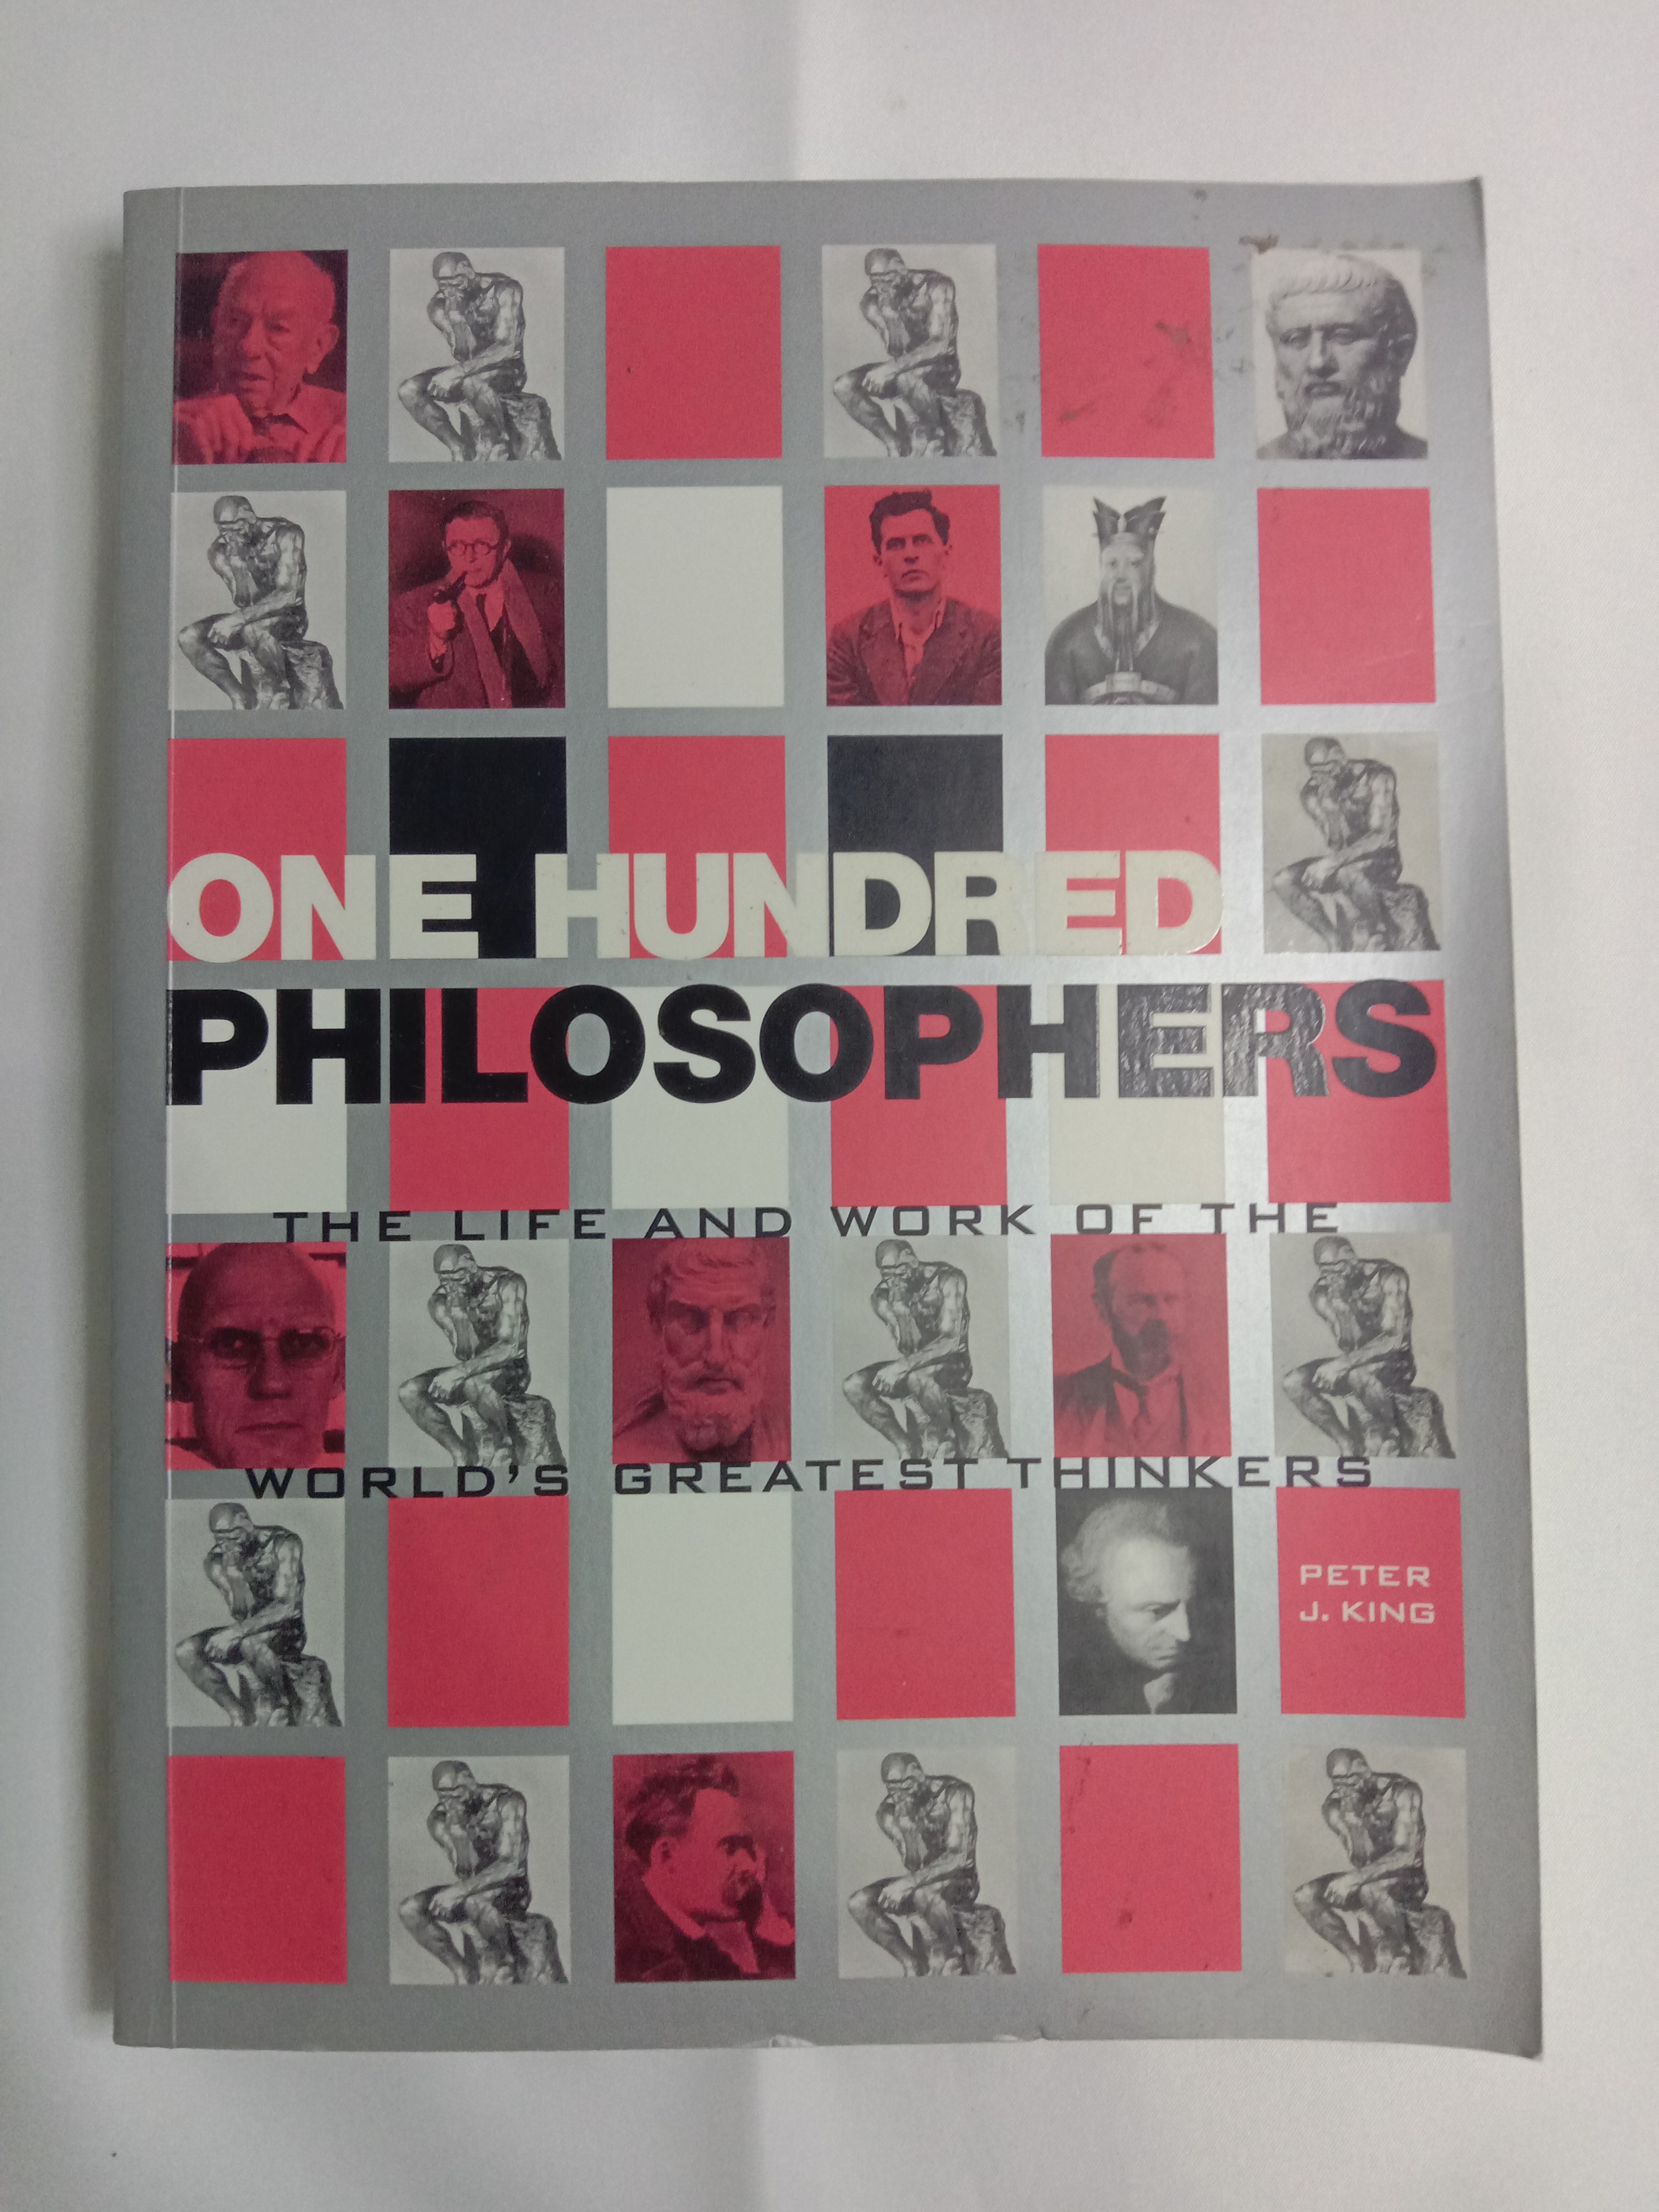 ONE HUNDRED
PHILOSOPHERS
THE LIFE AND WORK OF THE
WORLD'S GREATEST THINKERS
PETER
J. KING